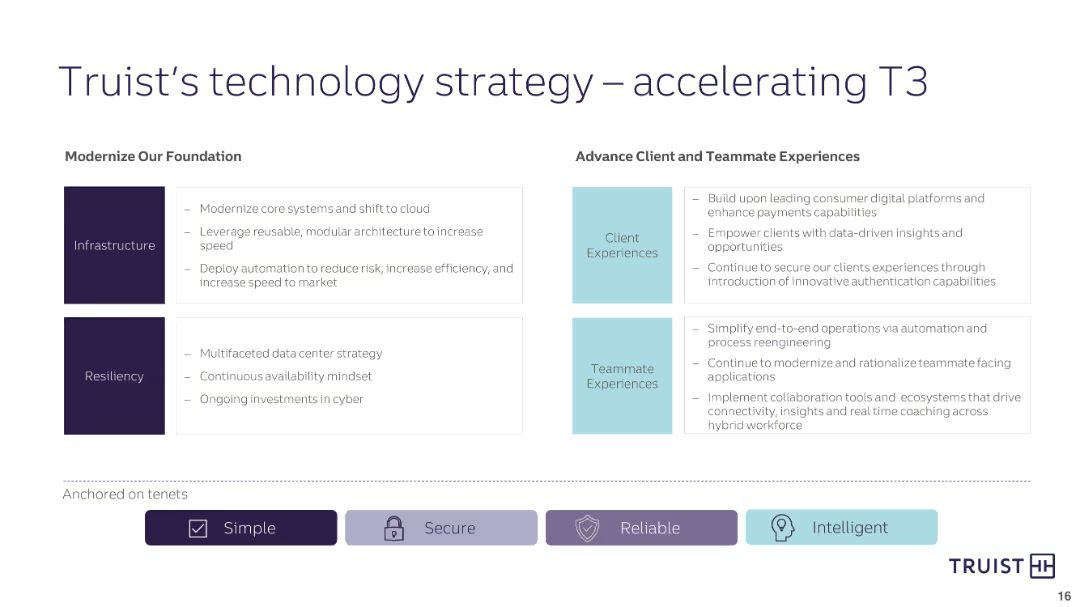 Truist's technology strategy – accelerating T3
Modernize Our Foundation
Infrastructure
– Modernize core systems and shift to cloud
– Leverage reusable, modular architecture to increase
speed
– Deploy automation to reduce risk, increase efficiency, and
increase speed to market
Resiliency
– Multifaceted data center strategy
– Continuous availability mindset
– Ongoing investments in cyber
Advance Client and Teammate Experiences
Client
Experiences
– Build upon leading consumer digital platforms and
enhance payments capabilities
– Empower clients with data-driven insights and
opportunities
– Continue to secure our clients experiences through
introduction of innovative authentication capabilities
Teammate
Experiences
– Simplify end-to-end operations via automation and
process reengineering
– Continue to modernize and rationalize teammate facing
applications
– Implement collaboration tools and ecosystems that drive
connectivity, insights and real time coaching across
hybrid workforce
Anchored on tenets
Simple
Secure
Reliable
Intelligent
TRUIST
16